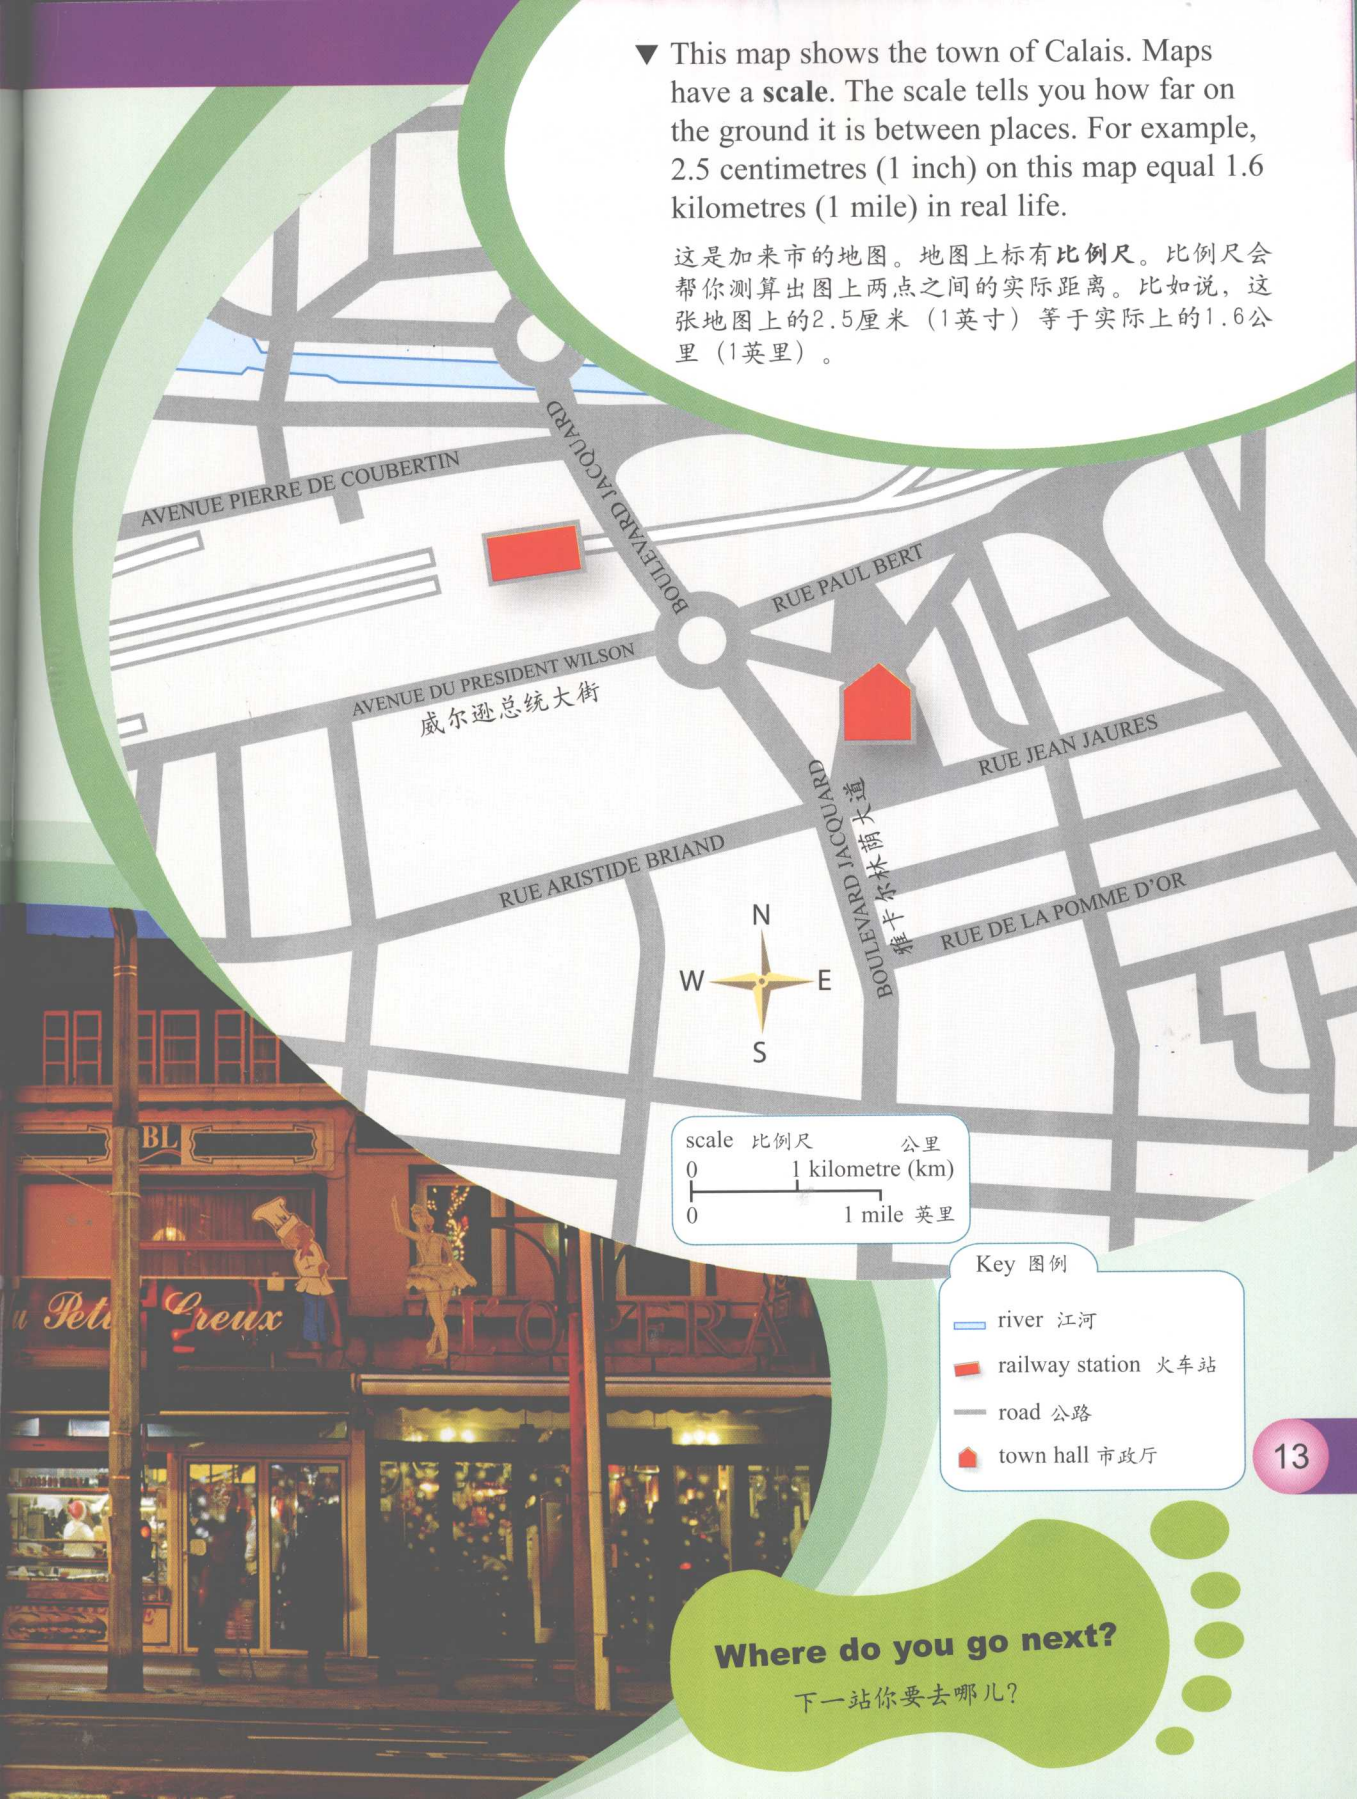 ▼ This map shows the town of Calais. Maps
have a scale. The scale tells you how far on
the ground it is between places. For example,
2.5 centimetres (1 inch) on this map equal 1.6
kilometres (1 mile) in real life.
这是加来市的地图。地图上标有比例尺。比例尺会
帮你测算出图上两点之间的实际距离。比如说，这
张地图上的2.5厘米（1英寸）等于实际上的1.6公
里（1英里）。
BOULEVARD JACQUARD
AVENUE PIERRE DE COUBERTIN
BOULEVARD JACQUARD
RUE PAUL BERT
AVENUE DU PRESIDENT WILSON
威尔逊总统大街
RUE JEAN JAURES
BOULEVARD JACQUARD
雅卡尔林荫大道
RUE ARISTIDE BRIAND
RUE DE LA POMME D'OR
N
W E
S
scale 比例尺 公里
0 1 kilometre (km)
0 1 mile 英里
Key 图例
river 江河
railway station 火车站
road 公路
town hall 市政厅
BL
Creux
13
Where do you go next?
下一站你要去哪儿？